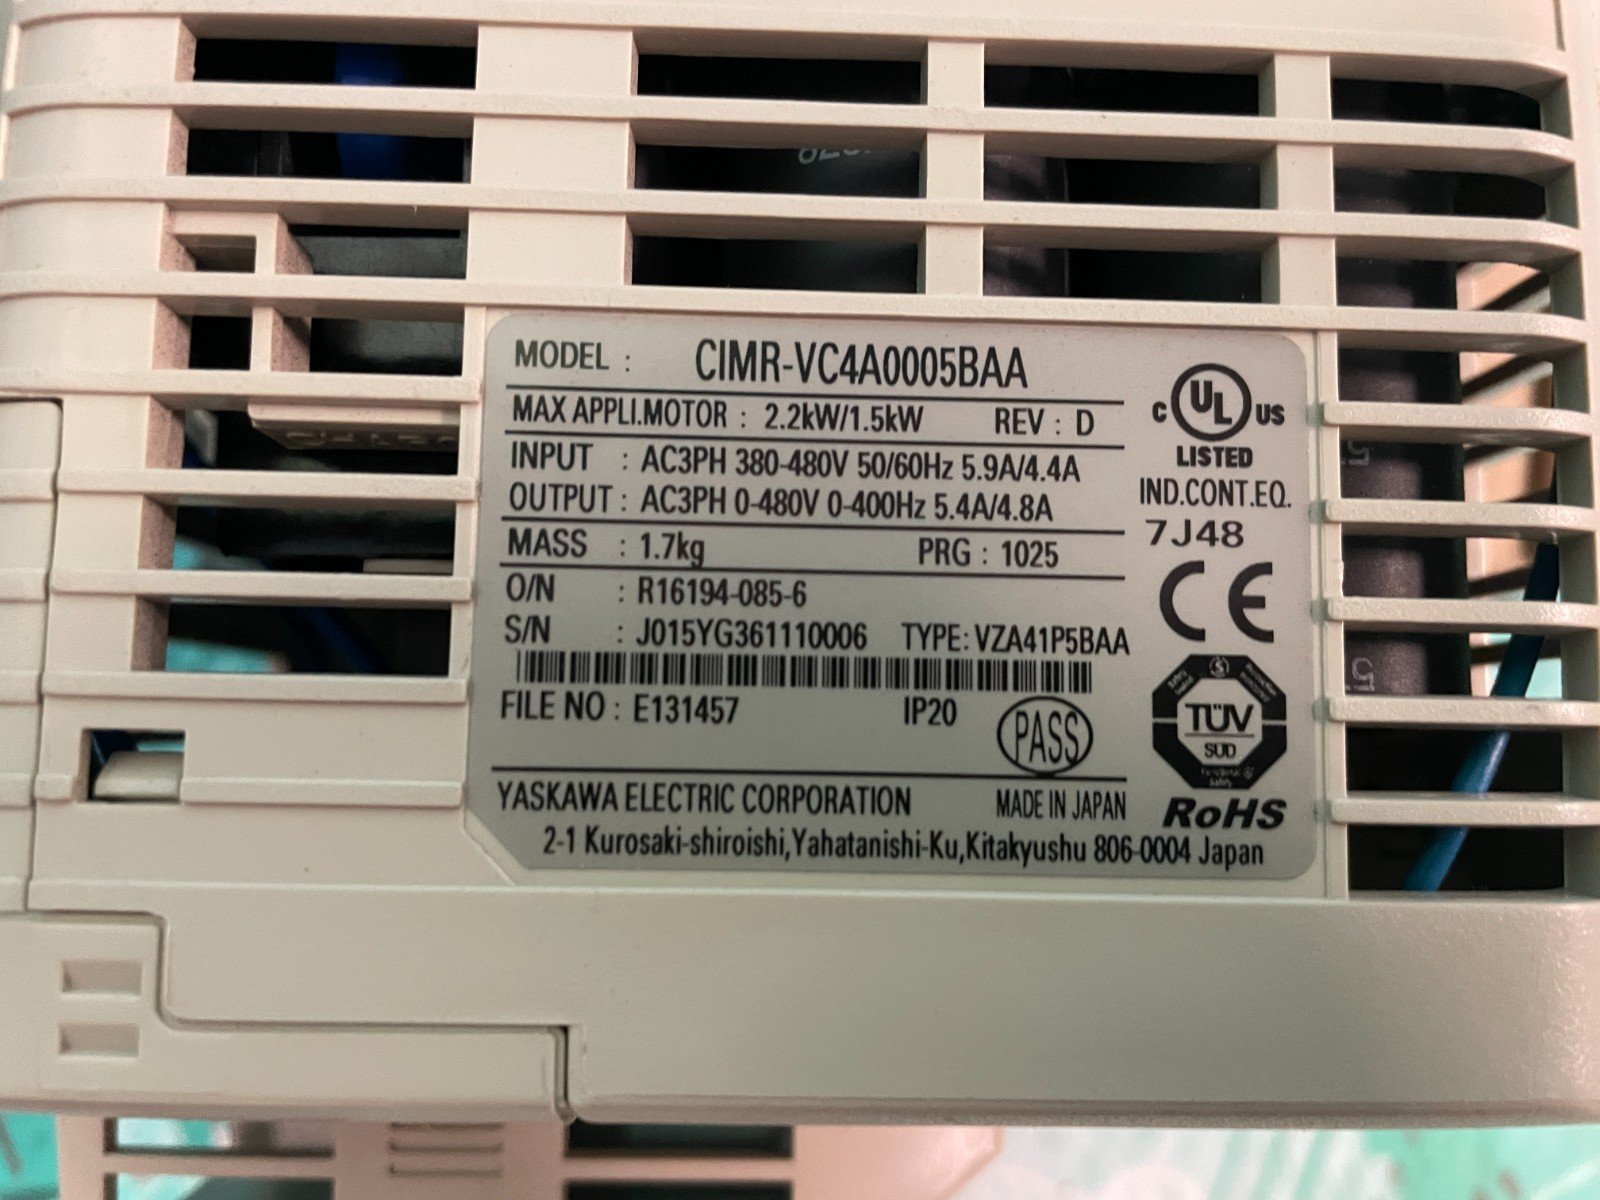 MODEL : CIMR-VC4A0005BAA
MAX APPLI.MOTOR : 2.2kW/1.5kW REV : D
INPUT : AC3PH 380-480V 50/60Hz 5.9A/4.4A
OUTPUT : AC3PH 0-480V 0-400Hz 5.4A/4.8A
MASS : 1.7kg PRG : 1025
O/N : R16194-085-6
S/N : J015YG361110006 TYPE: VZA41P5BAA
FILE NO : E131457 IP20
PASS
YASKAWA ELECTRIC CORPORATION MADE IN JAPAN
2-1 Kurosaki-shiroishi,Yahatanishi-Ku,Kitakyushu 806-0004 Japan
C UL US
LISTED
IND.CONT.EQ.
7J48
CE
TÜV
SÜD
RoHS